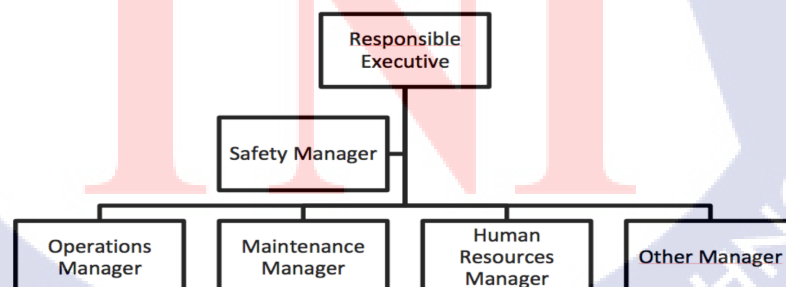 Responsible
Executive
Safety Manager
Operations
Manager
Maintenance
Manager
Human
Resources
Manager
Other Manager